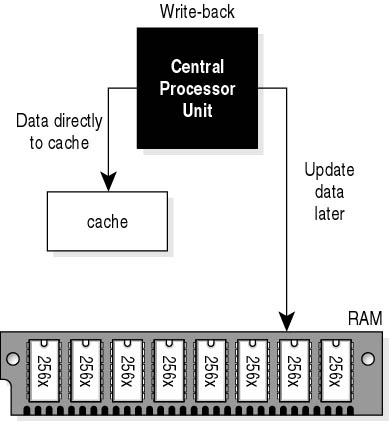 Write-back
Central
Processor
Unit
Data directly
to cache
Update
data
later
cache
RAM
256x
256x
256x
256x
256x
256x
256x
256x